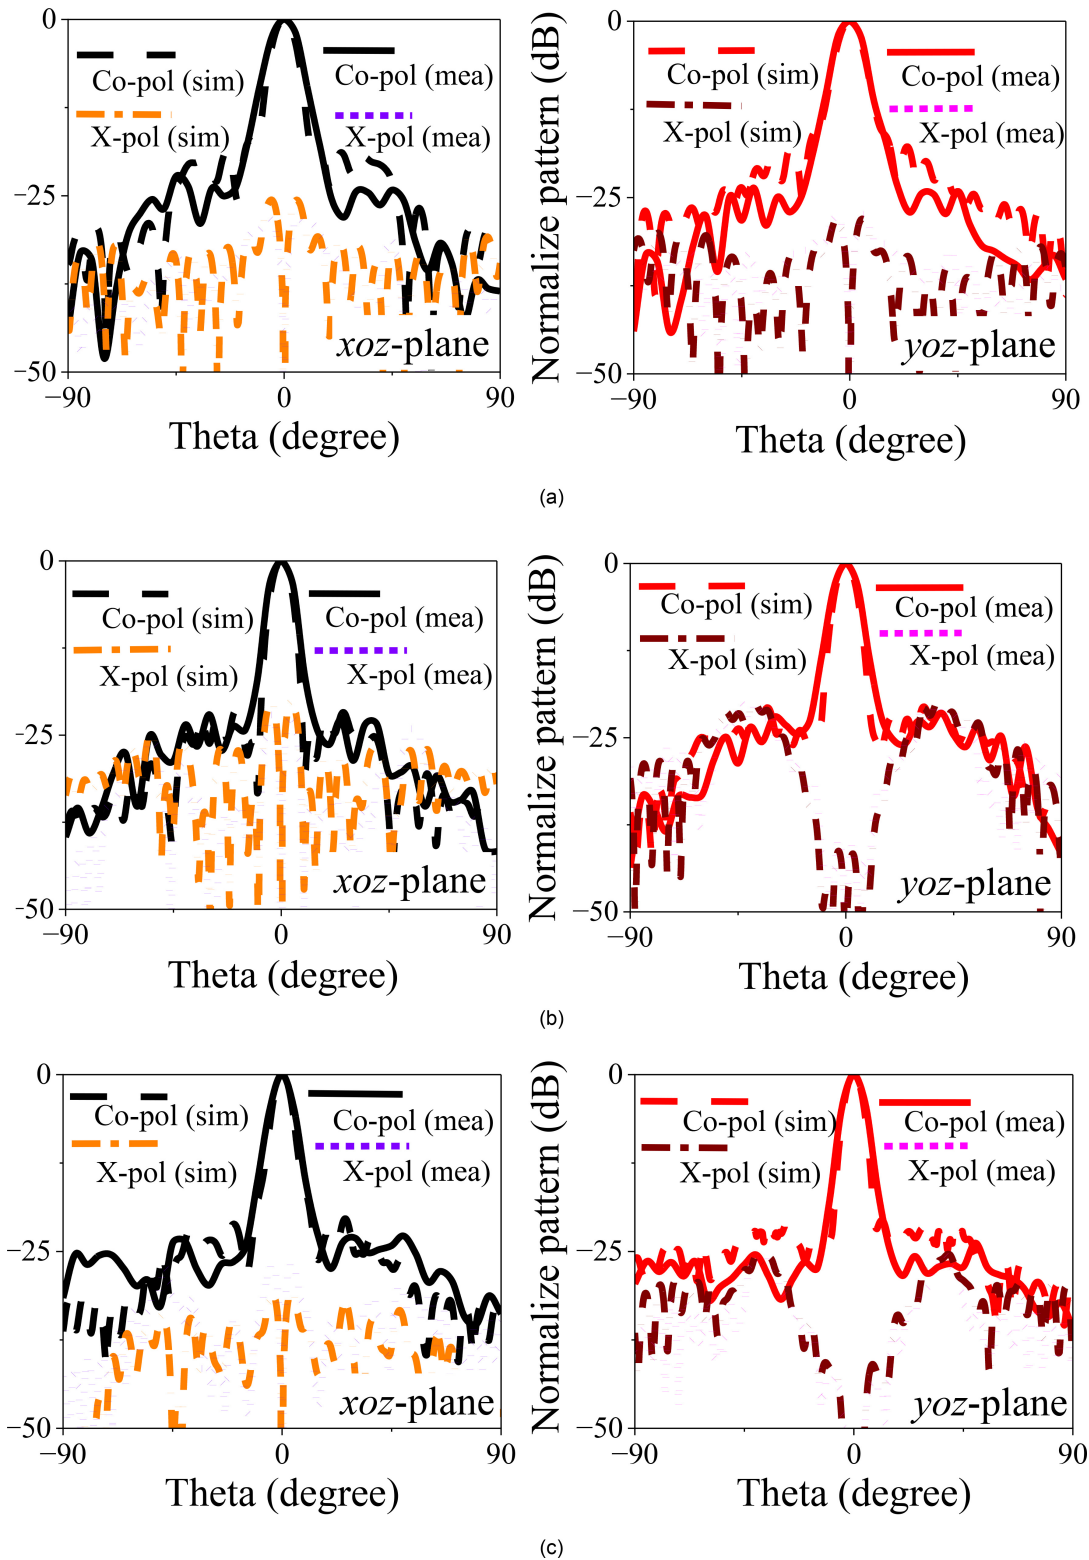 0
Co-pol (sim)
Co-pol (mea)
X-pol (sim)
X-pol (mea)
−25
xoz-plane
−50
−90
0
90
Theta (degree)
Normalize pattern (dB)
0
Co-pol (sim)
Co-pol (mea)
X-pol (sim)
X-pol (mea)
−25
yoz-plane
−50
−90
0
90
Theta (degree)
(a)
0
Co-pol (sim)
Co-pol (mea)
X-pol (sim)
X-pol (mea)
−25
xoz-plane
−50
−90
0
90
Theta (degree)
Normalize pattern (dB)
0
Co-pol (sim)
Co-pol (mea)
X-pol (sim)
X-pol (mea)
−25
yoz-plane
−50
−90
0
90
Theta (degree)
(b)
0
Co-pol (sim)
Co-pol (mea)
X-pol (sim)
X-pol (mea)
−25
xoz-plane
−50
−90
0
90
Theta (degree)
Normalize pattern (dB)
0
Co-pol (sim)
Co-pol (mea)
X-pol (sim)
X-pol (mea)
−25
yoz-plane
−50
−90
0
90
Theta (degree)
(c)